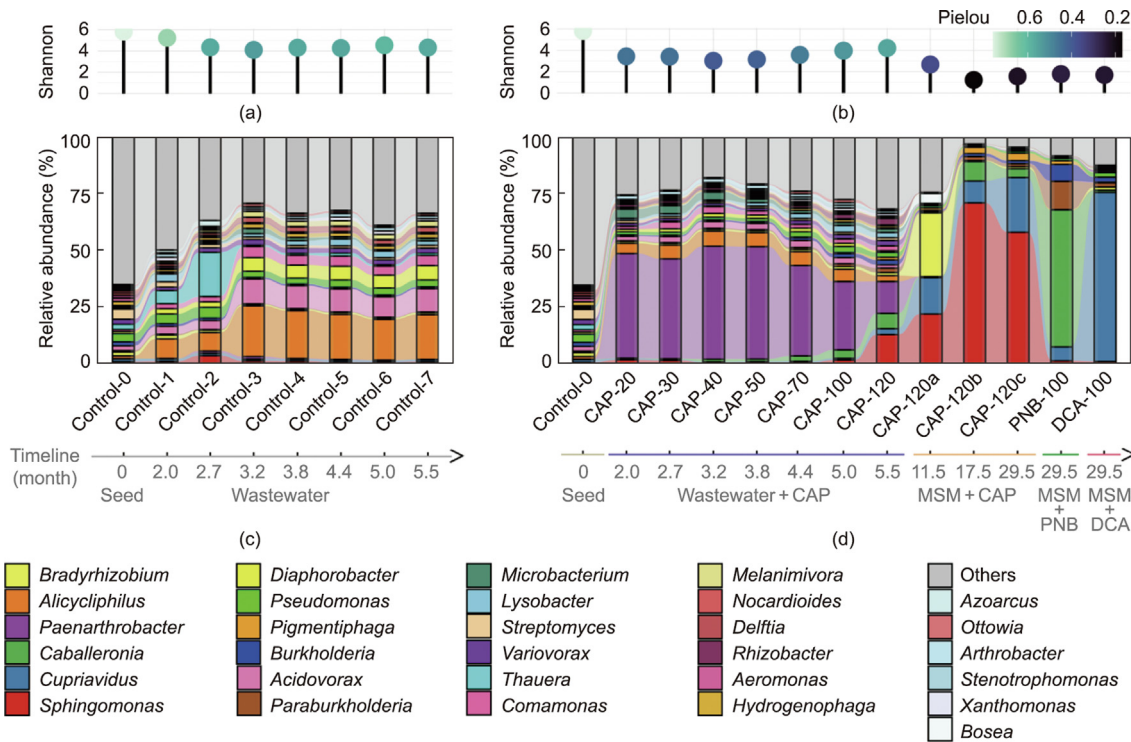 Shannon
6
4
2
0
(a)
Shannon
6
4
2
0
(b)
Pielou
0.6 0.4 0.2
Relative abundance (%)
100
75
50
25
0
Control-0
Control-1
Control-2
Control-3
Control-4
Control-5
Control-6
Control-7
Timeline
(month)
0 2.0 2.7 3.2 3.8 4.4 5.0 5.5
Seed Wastewater
(c)
Relative abundance (%)
100
75
50
25
0
Control-0
CAP-20
CAP-30
CAP-40
CAP-50
CAP-70
CAP-100
CAP-120
CAP-120a
CAP-120b
CAP-120c
PNB-100
DCA-100
0 2.0 2.7 3.2 3.8 4.4 5.0 5.5 11.5 17.5 29.5 29.5 29.5
Seed Wastewater + CAP MSM + CAP
MSM
+
PNB
MSM
+
DCA
(d)
Bradyrhizobium
Alicycliphilus
Paenarthrobacter
Caballeronia
Cupriavidus
Sphingomonas
Diaphorobacter
Pseudomonas
Pigmentiphaga
Burkholderia
Acidovorax
Paraburkholderia
Microbacterium
Lysobacter
Streptomyces
Variovorax
Thauera
Comamonas
Melanimivora
Nocardioides
Delftia
Rhizobacter
Aeromonas
Hydrogenophaga
Others
Azoarcus
Ottowia
Arthrobacter
Stenotrophomonas
Xanthomonas
Bosea